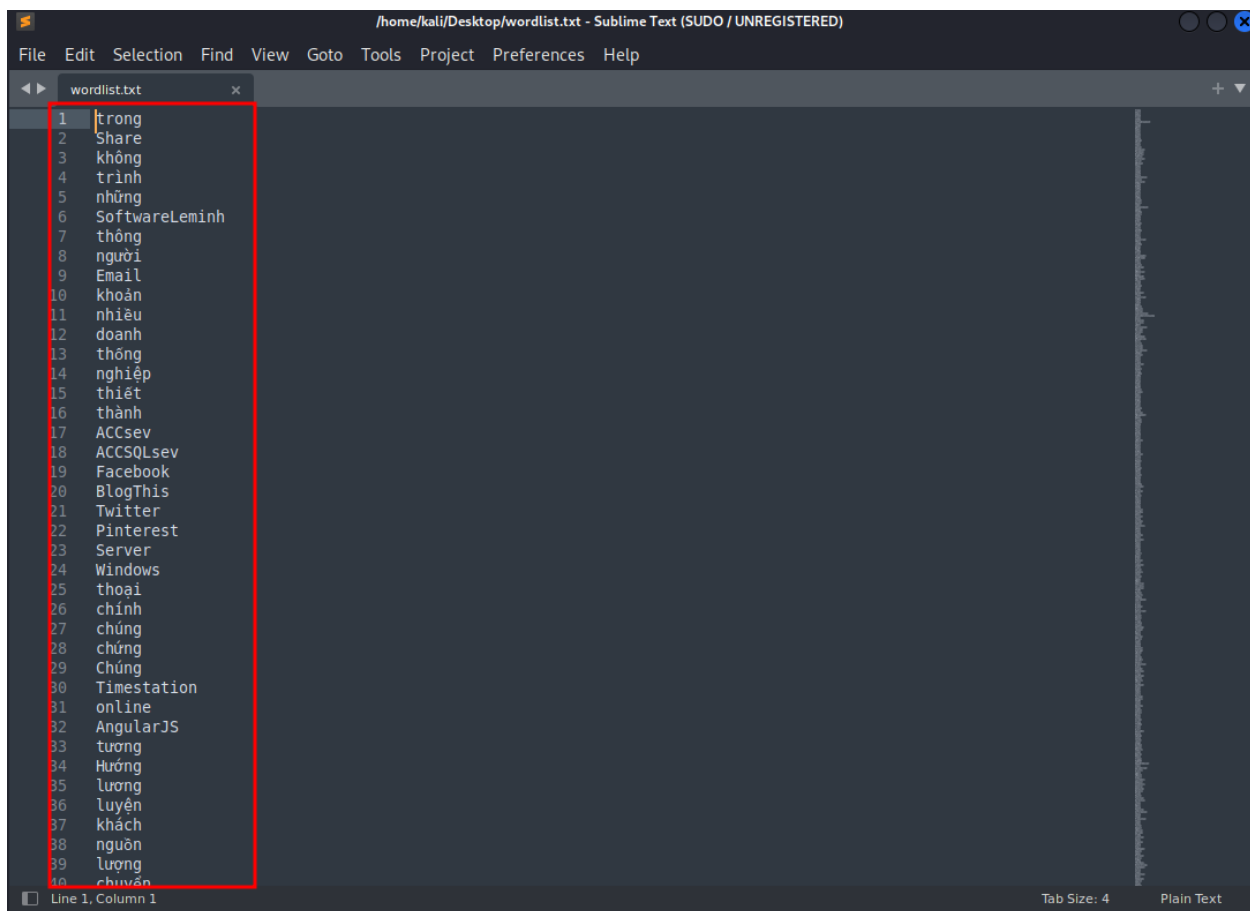 /home/kali/Desktop/wordlist.txt - Sublime Text (SUDO / UNREGISTERED)
File Edit Selection Find View Goto Tools Project Preferences Help
wordlist.txt
1 trong
2 Share
3 không
4 trình
5 những
6 SoftwareLeminh
7 thông
8 người
9 Email
10 khoản
11 nhiều
12 doanh
13 thống
14 nghiệp
15 thiết
16 thành
17 ACCsev
18 ACCSQLsev
19 Facebook
20 BlogThis
21 Twitter
22 Pinterest
23 Server
24 Windows
25 thoại
26 chính
27 chúng
28 chứng
29 Chúng
30 Timestation
31 online
32 AngularJS
33 tương
34 Hướng
35 lương
36 luyện
37 khách
38 nguồn
39 lượng
40 chuyển
Line 1, Column 1 Tab Size: 4 Plain Text